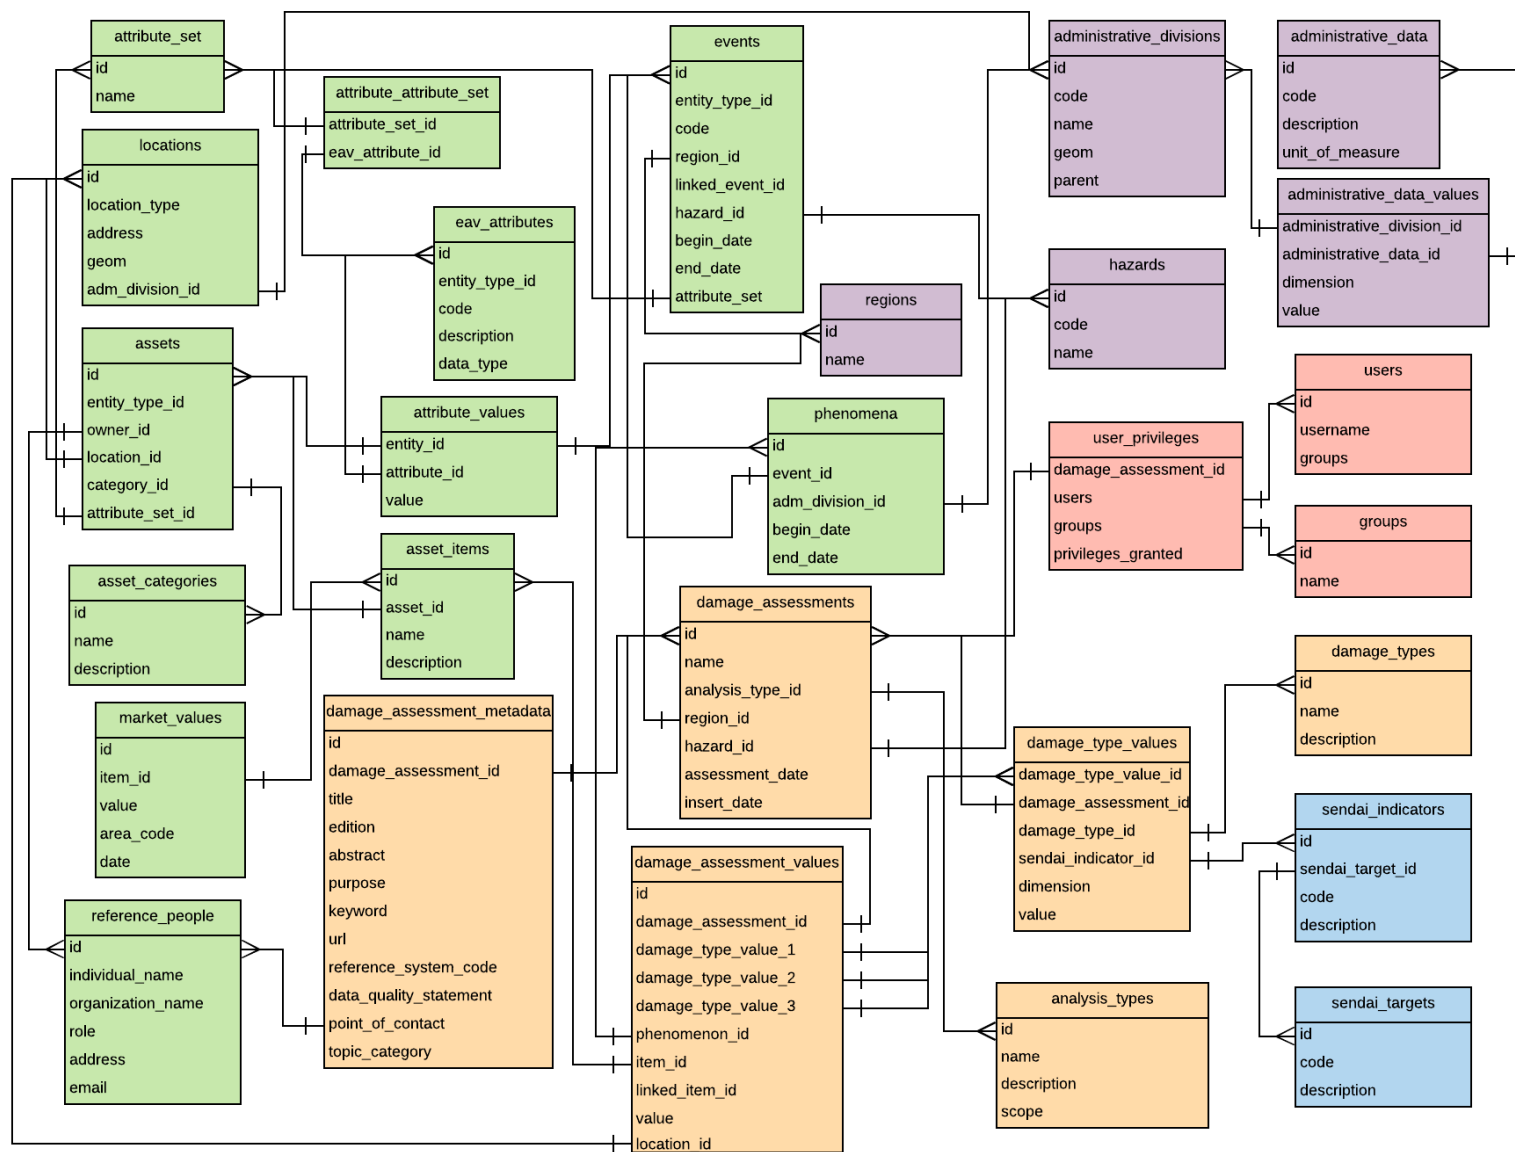 attribute_set
id
name
attribute_attribute_set
attribute_set_id
eav_attribute_id
locations
id
location_type
address
geom
adm_division_id
eav_attributes
id
entity_type_id
code
description
data_type
assets
id
entity_type_id
owner_id
location_id
category_id
attribute_set_id
attribute_values
entity_id
attribute_id
value
asset_categories
id
name
description
asset_items
id
asset_id
name
description
market_values
id
item_id
value
area_code
date
reference_people
id
individual_name
organization_name
role
address
email
damage_assessment_metadata
id
damage_assessment_id
title
edition
abstract
purpose
keyword
url
reference_system_code
data_quality_statement
point_of_contact
topic_category
events
id
entity_type_id
code
region_id
linked_event_id
hazard_id
begin_date
end_date
attribute_set
regions
id
name
phenomena
id
event_id
adm_division_id
begin_date
end_date
damage_assessments
id
name
analysis_type_id
region_id
hazard_id
assessment_date
insert_date
damage_assessment_values
id
damage_assessment_id
damage_type_value_1
damage_type_value_2
damage_type_value_3
phenomenon_id
item_id
linked_item_id
value
location_id
administrative_divisions
id
code
name
geom
parent
administrative_data
id
code
description
unit_of_measure
administrative_data_values
administrative_division_id
administrative_data_id
dimension
value
hazards
id
code
name
users
id
username
groups
user_privileges
damage_assessment_id
users
groups
privileges_granted
groups
id
name
damage_types
id
name
description
damage_type_values
damage_type_value_id
damage_assessment_id
damage_type_id
sendai_indicator_id
dimension
value
sendai_indicators
id
sendai_target_id
code
description
analysis_types
id
name
description
scope
sendai_targets
id
code
description